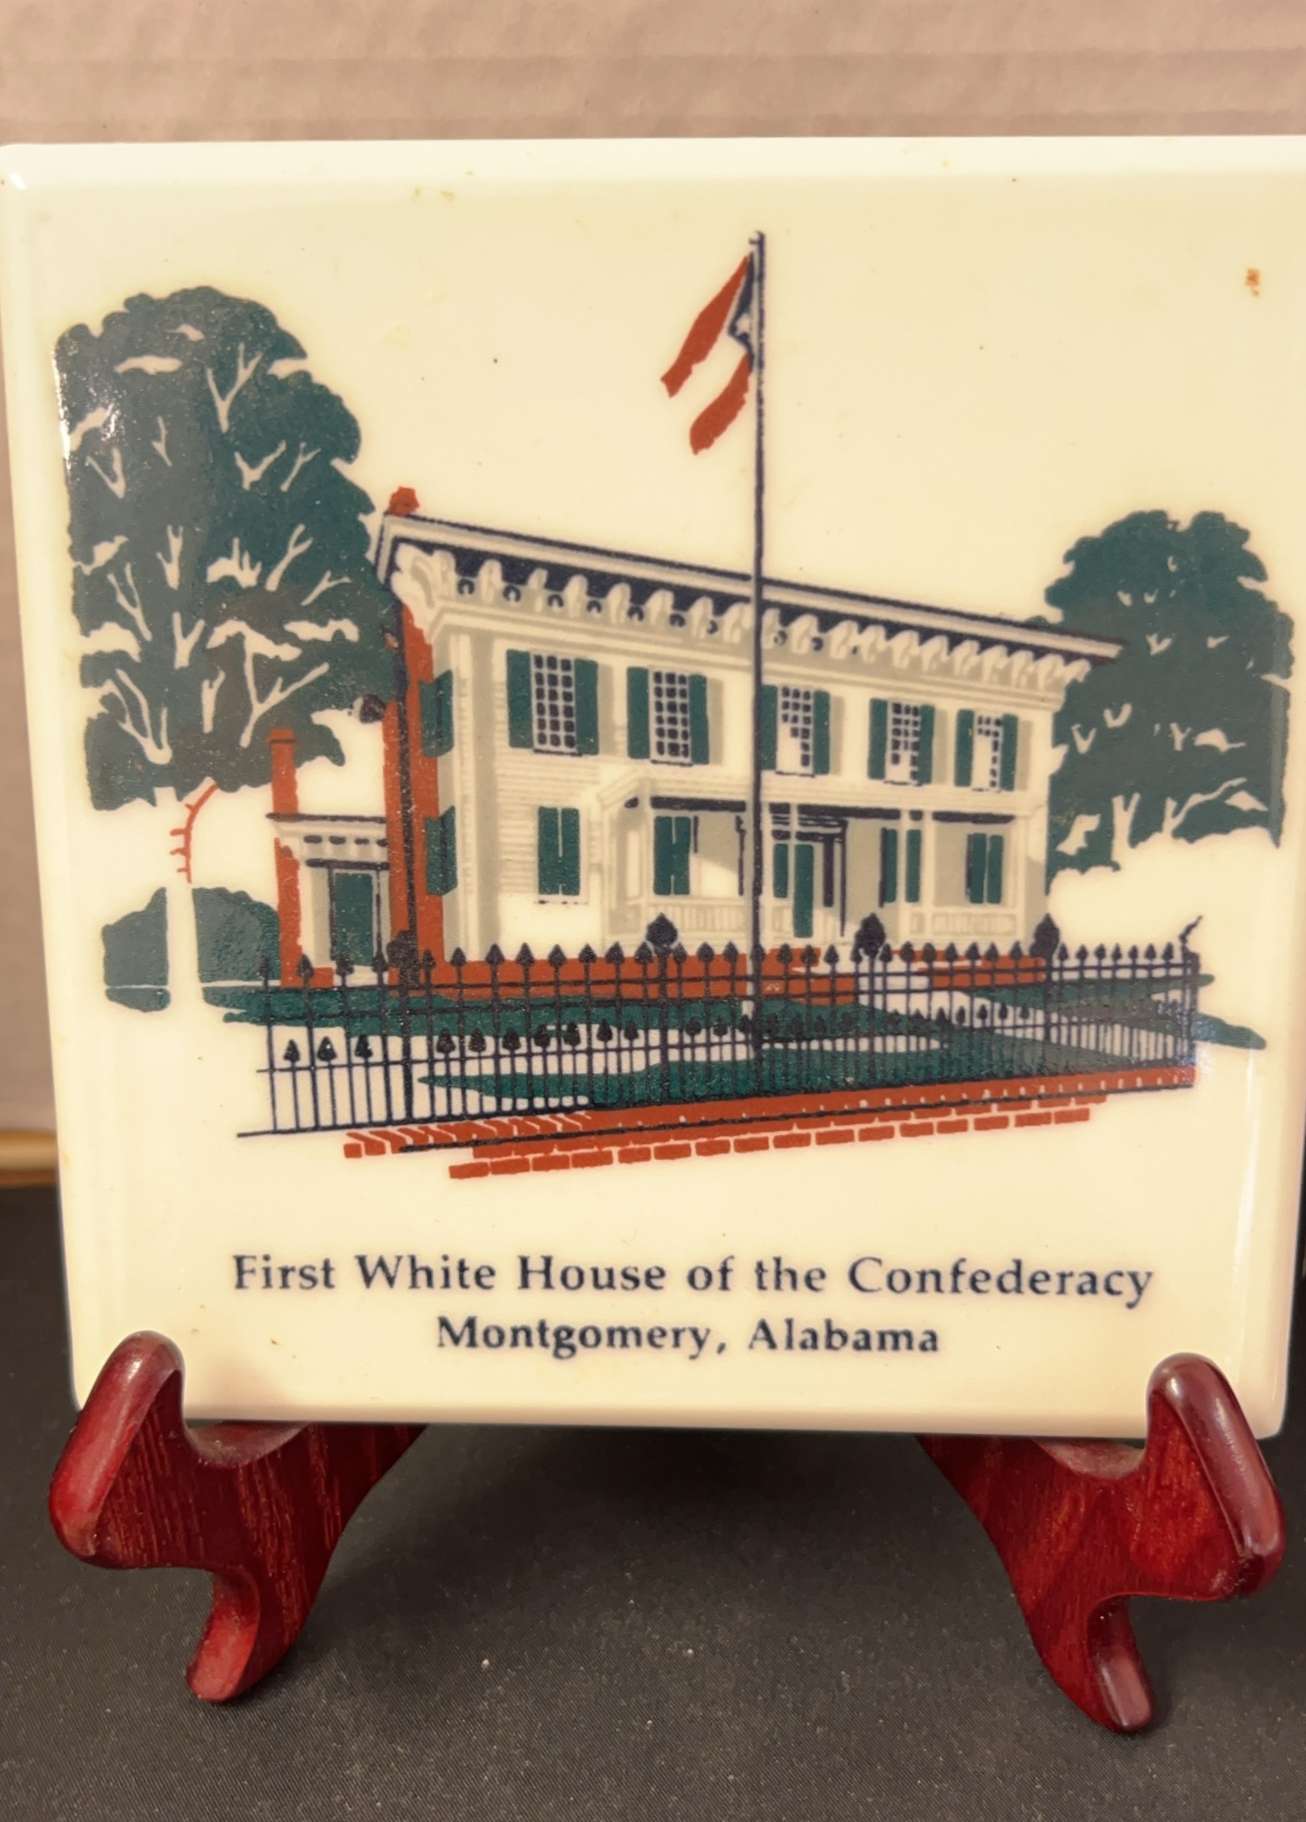 First White House of the Confederacy
Montgomery, Alabama